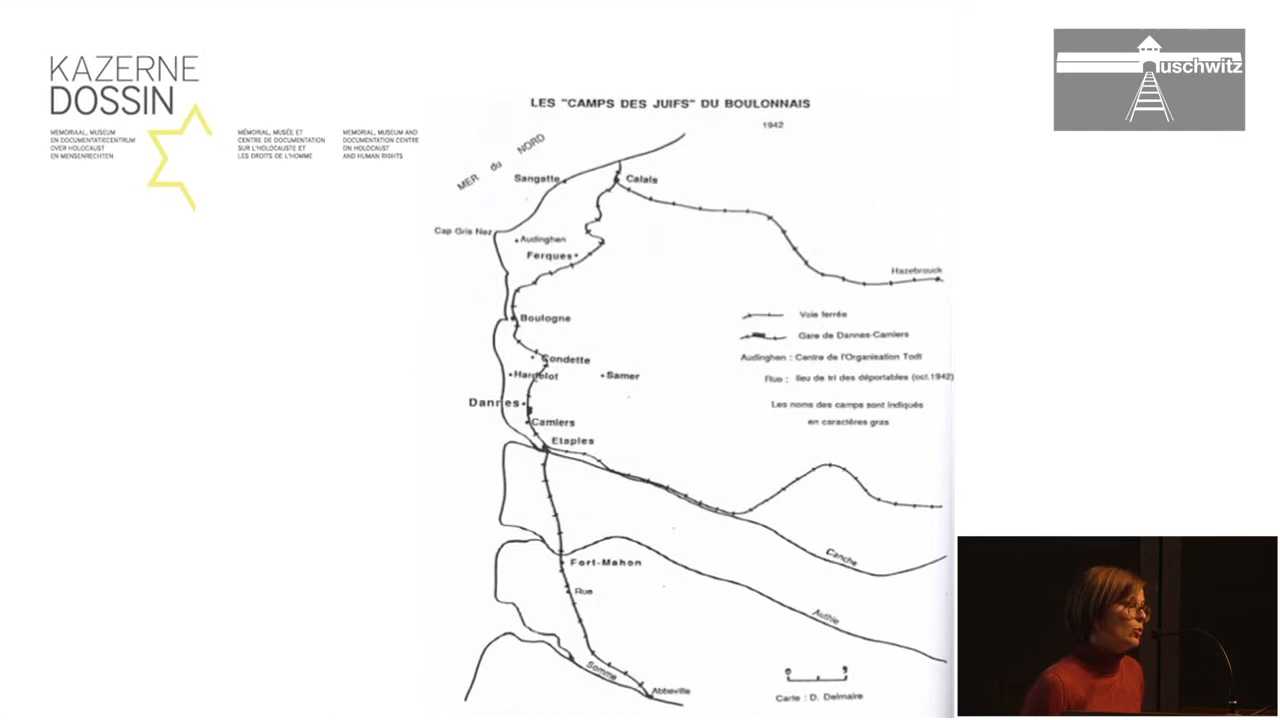 KAZERNE
DOSSIN
MEMORIAAL, MUSEUM
EN DOCUMENTATIECENTRUM
OVER HOLOCAUST
EN MENSENRECHTEN
MÉMORIAL, MUSÉE ET
CENTRE DE DOCUMENTATION
SUR L'HOLOCAUSTE ET
LES DROITS DE L'HOMME
MEMORIAL, MUSEUM AND
DOCUMENTATION CENTRE
ON HOLOCAUST
AND HUMAN RIGHTS
uschwitz
LES "CAMPS DES JUIFS" DU BOULONNAIS
1942
MER du NORD
Sangatte
Calais
Cap Gris Nez
Audinghen
Ferques
Hazebrouck
Boulogne
Voie ferrée
Gare de Dannes-Camiers
Condette
Audinghen : Centre de l'Organisation Todt
Hardelot
Samer
Rue : lieu de tri des déportables (oct.1942)
Dannes
Les noms des camps sont indiqués
en caractères gras
Camiers
Etaples
Canche
Fort-Mahon
Rue
Authie
Somme
Abbeville
Carte : D. Delmaire